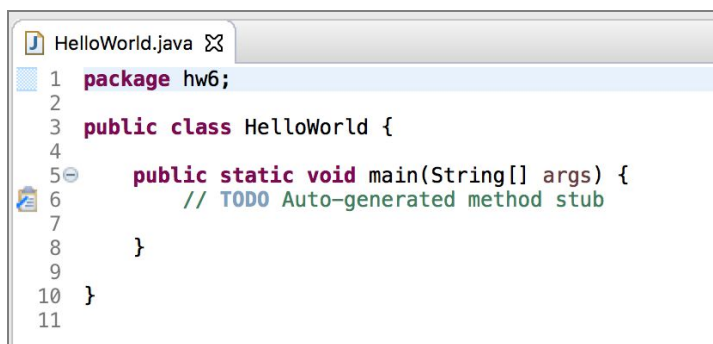 HelloWorld.java
1 package hw6;
2
3 public class HelloWorld {
4
5 public static void main(String[] args) {
6 // TODO Auto-generated method stub
7
8 }
9
10 }
11